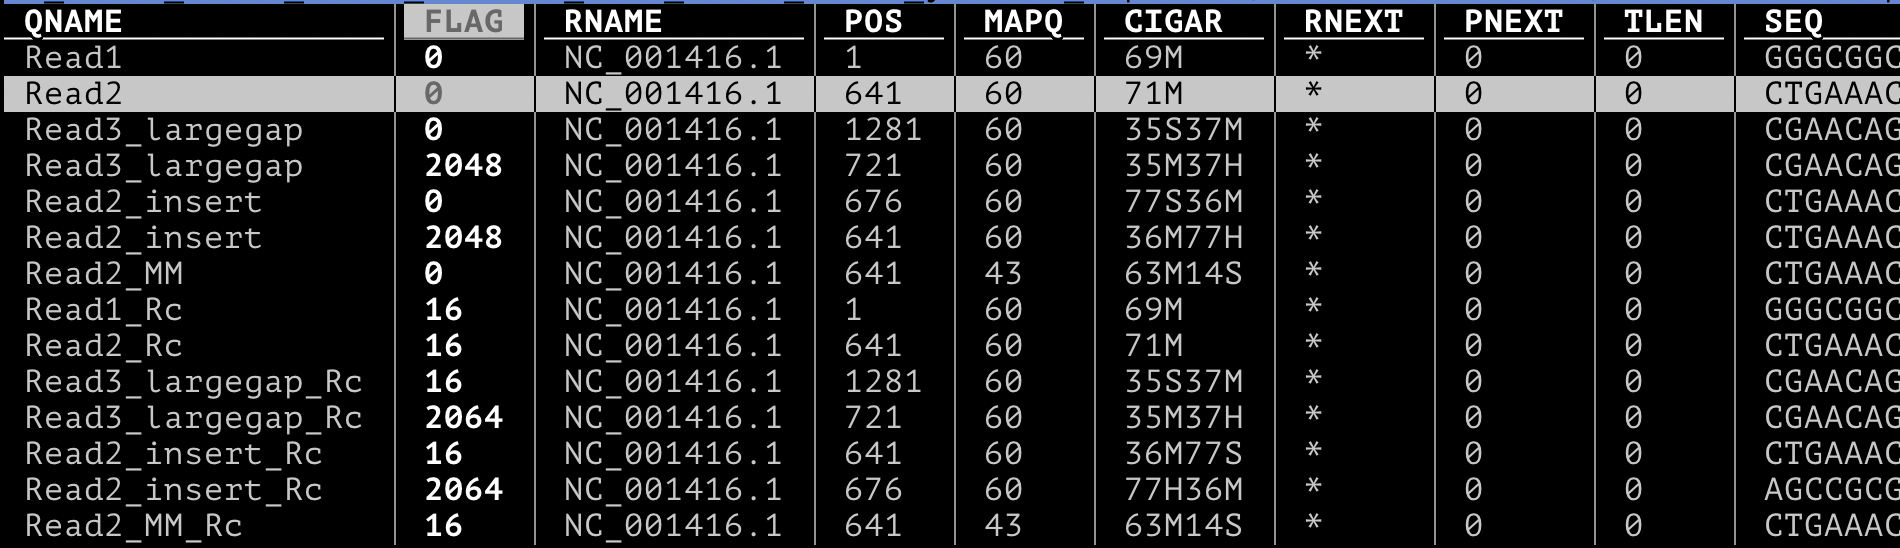 QNAME FLAG RNAME POS MAPQ CIGAR RNEXT PNEXT TLEN SEQ
Read1 0 NC_001416.1 1 60 69M * 0 0 GGGCGGC
Read2 0 NC_001416.1 641 60 71M * 0 0 CTGAAAC
Read3_largegap 0 NC_001416.1 1281 60 35S37M * 0 0 CGAACAG
Read3_largegap 2048 NC_001416.1 721 60 35M37H * 0 0 CGAACAG
Read2_insert 0 NC_001416.1 676 60 77S36M * 0 0 CTGAAAC
Read2_insert 2048 NC_001416.1 641 60 36M77H * 0 0 CTGAAAC
Read2_MM 0 NC_001416.1 641 43 63M14S * 0 0 CTGAAAC
Read1_Rc 16 NC_001416.1 1 60 69M * 0 0 GGGCGGC
Read2_Rc 16 NC_001416.1 641 60 71M * 0 0 CTGAAAC
Read3_largegap_Rc 16 NC_001416.1 1281 60 35S37M * 0 0 CGAACAG
Read3_largegap_Rc 2064 NC_001416.1 721 60 35M37H * 0 0 CGAACAG
Read2_insert_Rc 16 NC_001416.1 641 60 36M77S * 0 0 CTGAAAC
Read2_insert_Rc 2064 NC_001416.1 676 60 77H36M * 0 0 AGCCGCG
Read2_MM_Rc 16 NC_001416.1 641 43 63M14S * 0 0 CTGAAAC